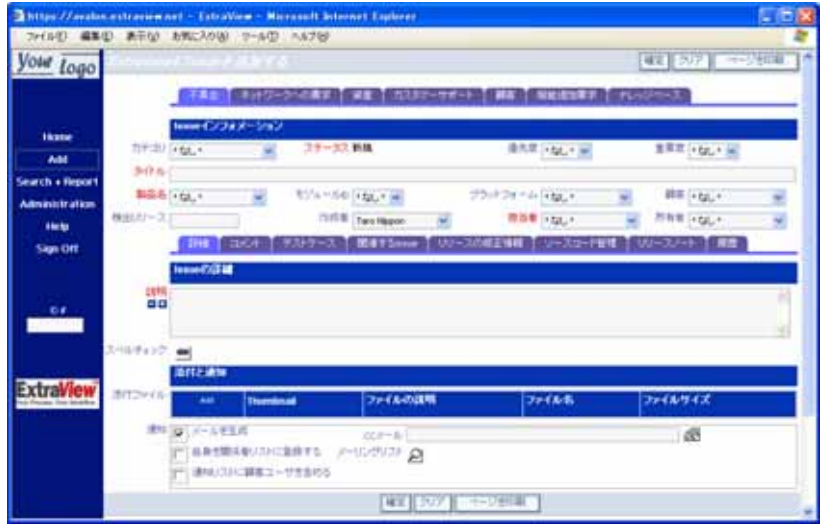 https://avalon.extraview.net - ExtraView - Microsoft Internet Explorer
ファイル(F) 編集(E) 表示(V) お気に入り(A) ツール(T) ヘルプ(H)
Your Logo
確定 クリア ページを印刷
不具合 ネットワークへの要求 資産 カスタマーサポート 顧客 機能追加要求 ナレッジベース
Issueインフォメーション
Home
Add
Search + Report
Administration
Help
Sign Off
ID #
カテゴリ * なし * ステータス 新規 優先度 * なし * 重要度 * なし *
タイトル
製品名 * なし * モジュールID * なし * プラットフォーム * なし * 顧客 * なし *
検出リリース 作成者 Taro Nippon 担当者 * なし * 所有者 * なし *
詳細 コメント テストケース 関連するIssue リリースの修正情報 ソースコード管理 リリースノート 履歴
Issueの詳細
説明
スペルチェック
添付と通知
ExtraView
添付ファイル Add Thumbnail ファイルの説明 ファイル名 ファイルサイズ
通知 メールを生成 CCメール
自身を関係者リストに登録する メーリングリスト
通知リストに顧客ユーザを含める
確定 クリア ページを印刷